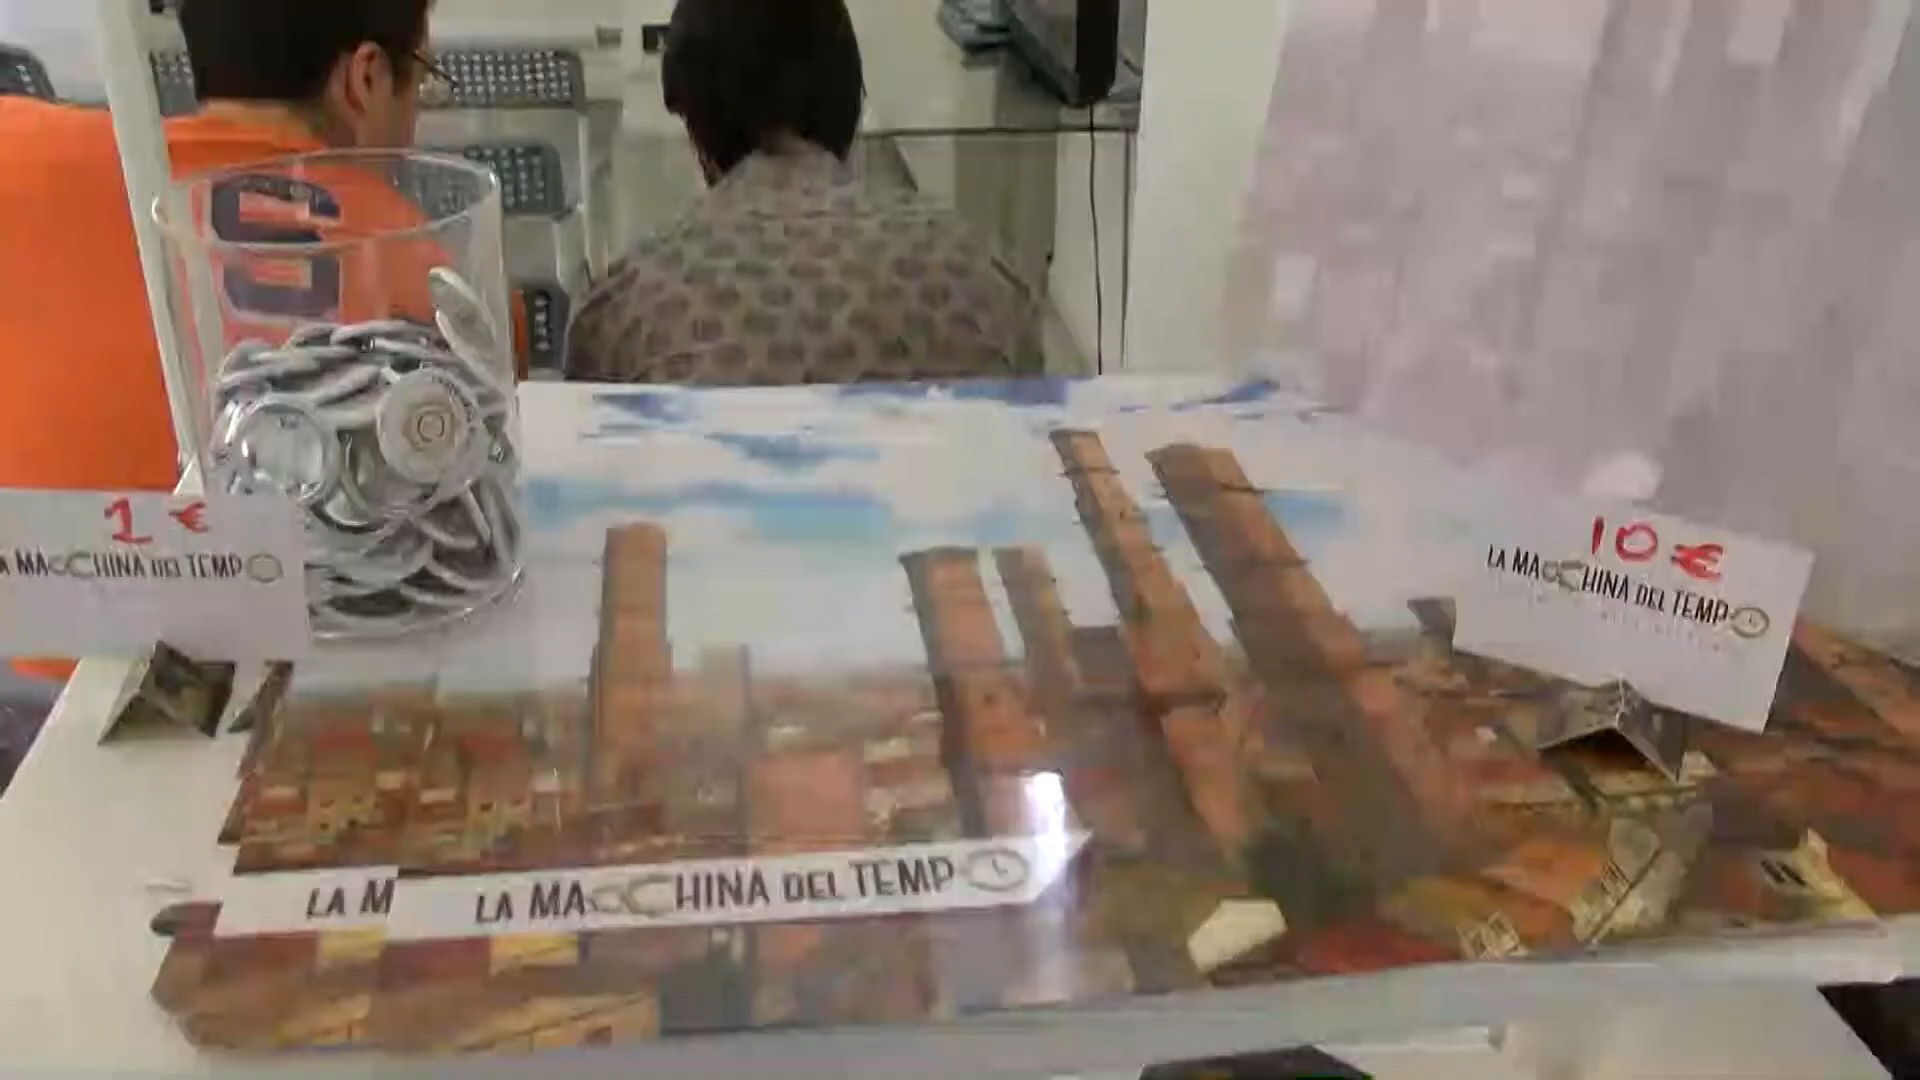 1 €
LA MACCHINA DEL TEMPO
10 €
LA MACCHINA DEL TEMPO
LA M
LA MACCHINA DEL TEMPO